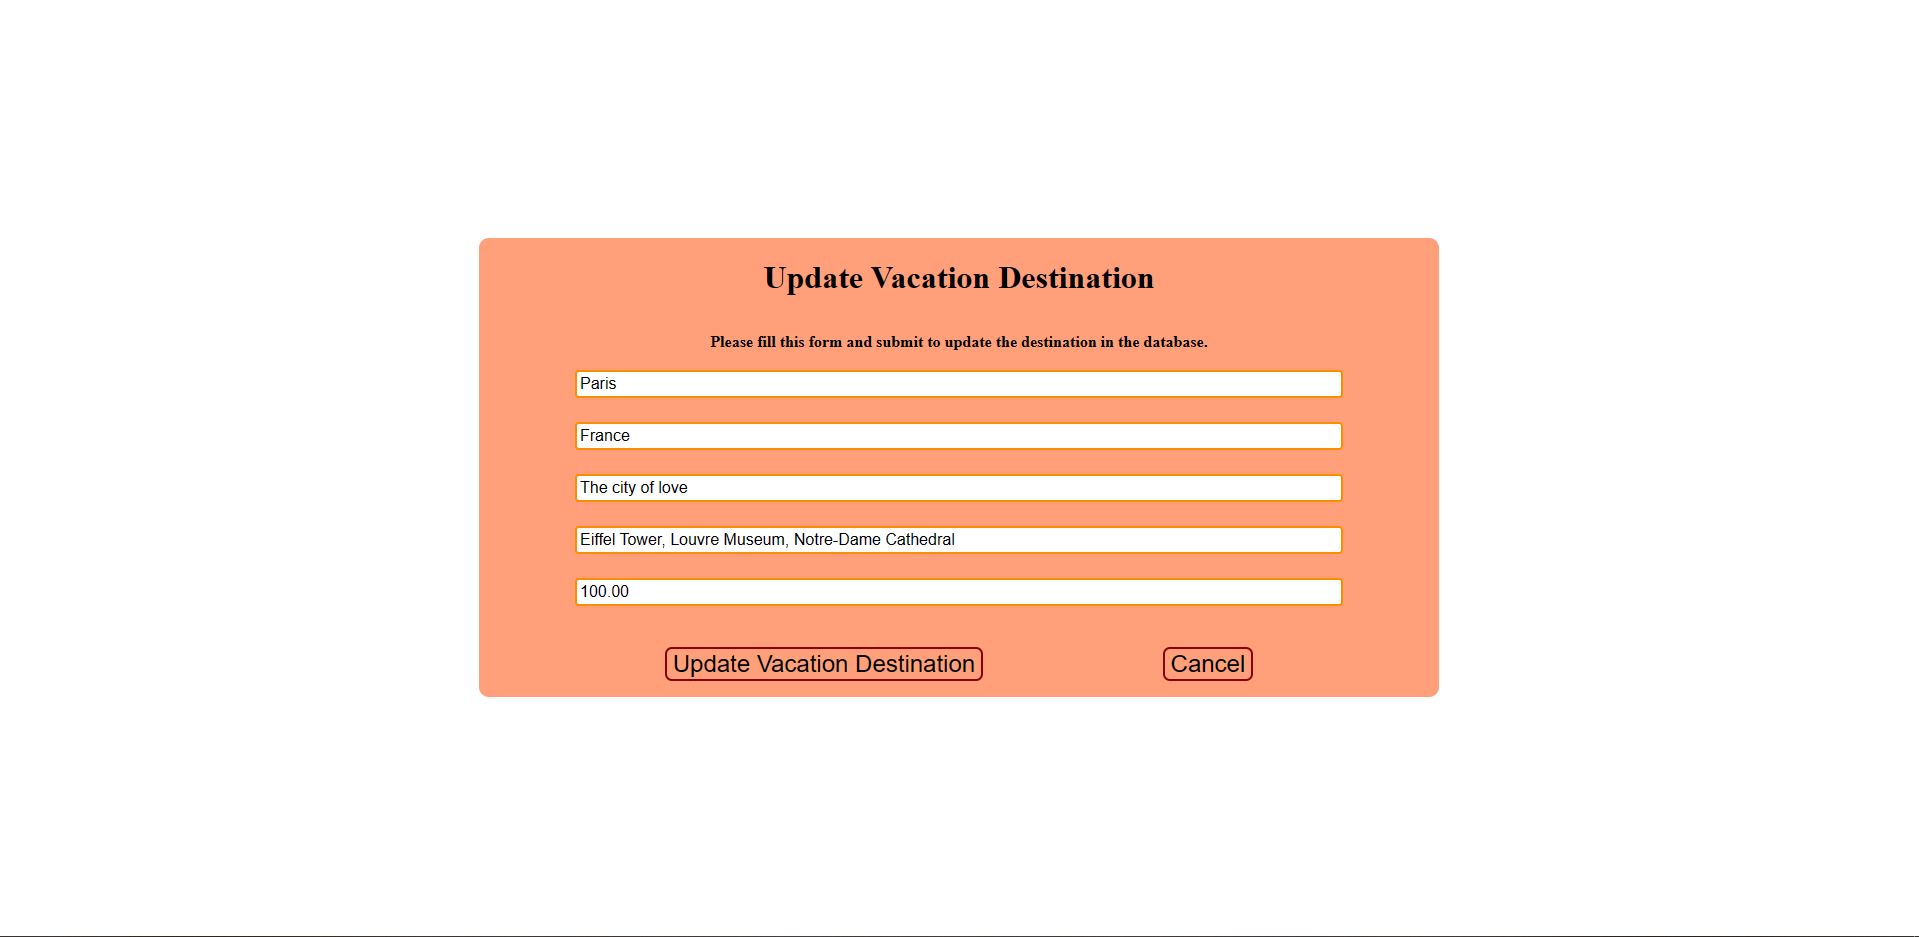 Update Vacation Destination
Please fill this form and submit to update the destination in the database.
Paris
France
The city of love
Eiffel Tower, Louvre Museum, Notre-Dame Cathedral
100.00
Update Vacation Destination Cancel